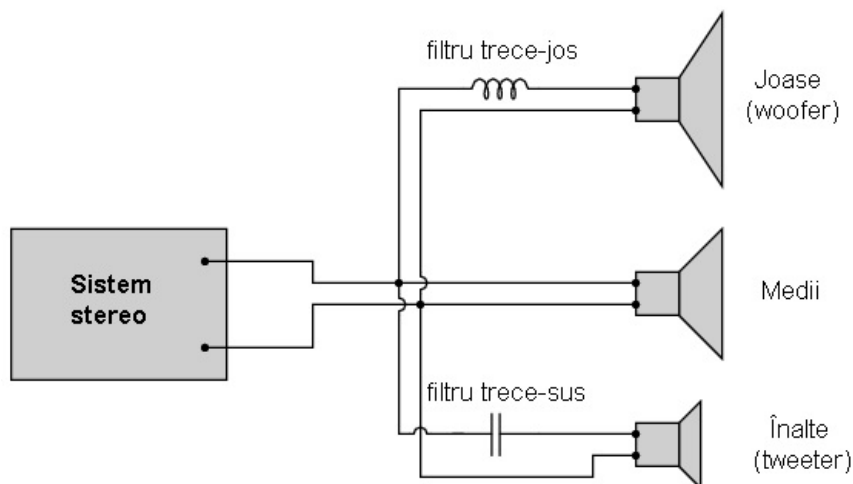 filtru trece-jos
Joase
(woofer)
Sistem
stereo
Medii
filtru trece-sus
Înalte
(tweeter)